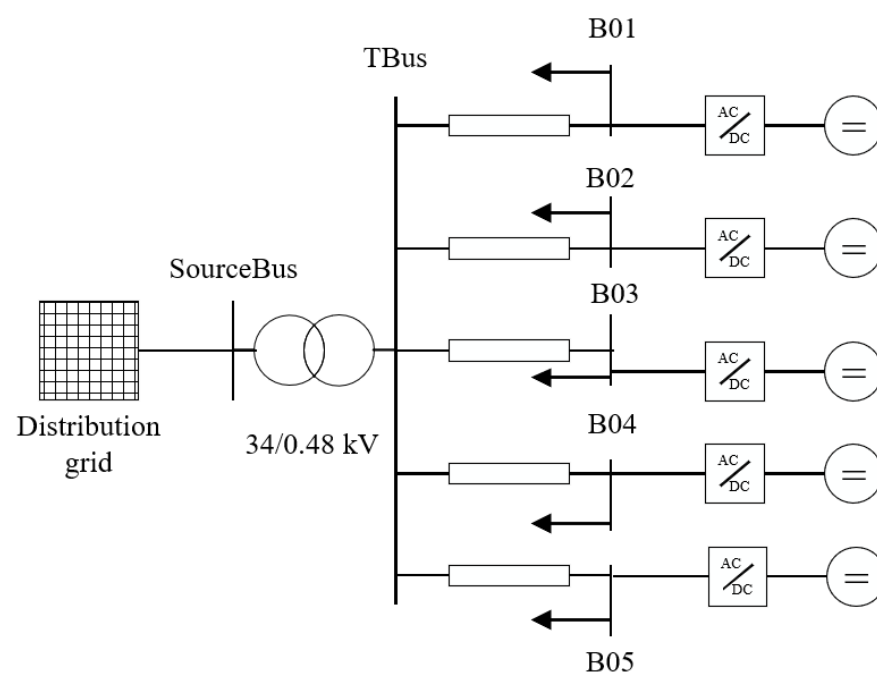 B01
TBus
AC
DC
B02
AC
DC
SourceBus
B03
AC
DC
Distribution
grid
34/0.48 kV
B04
AC
DC
AC
DC
B05